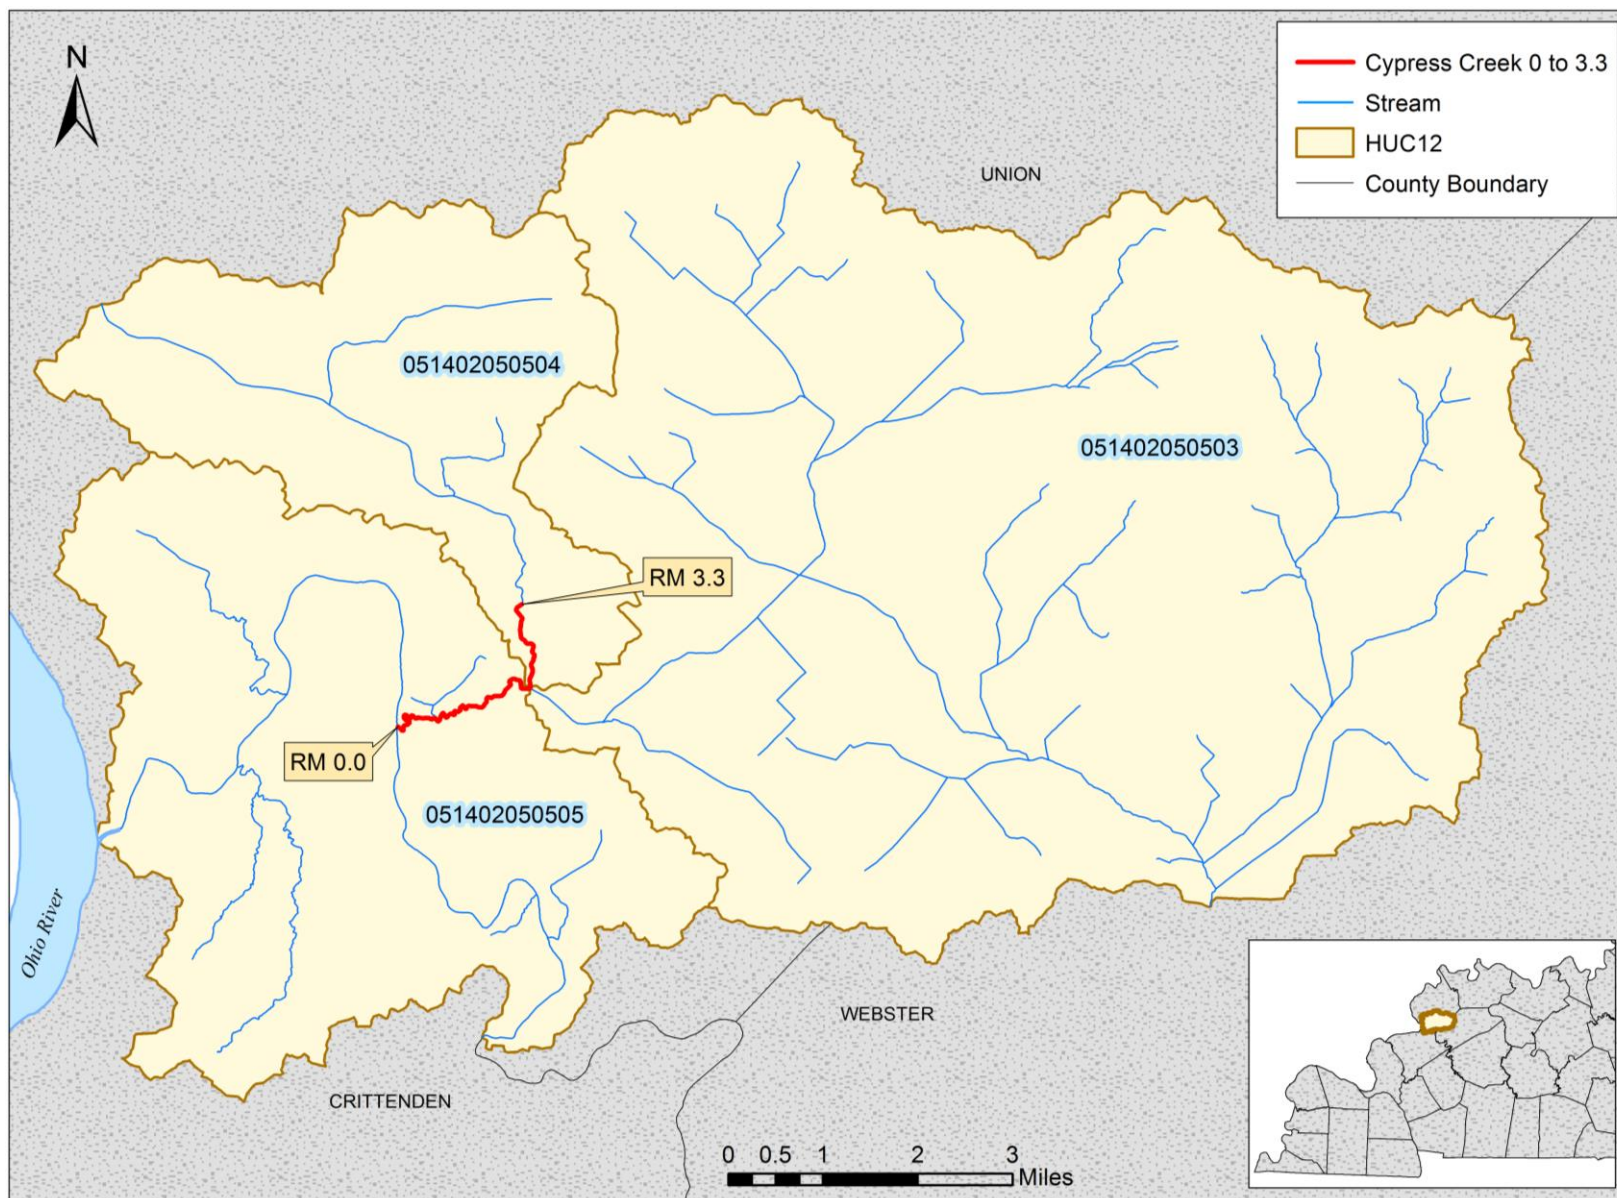 N
Cypress Creek 0 to 3.3
Stream
HUC12
County Boundary
UNION
051402050504
051402050503
RM 3.3
RM 0.0
051402050505
Ohio River
WEBSTER
CRITTENDEN
0 0.5 1 2 3
Miles